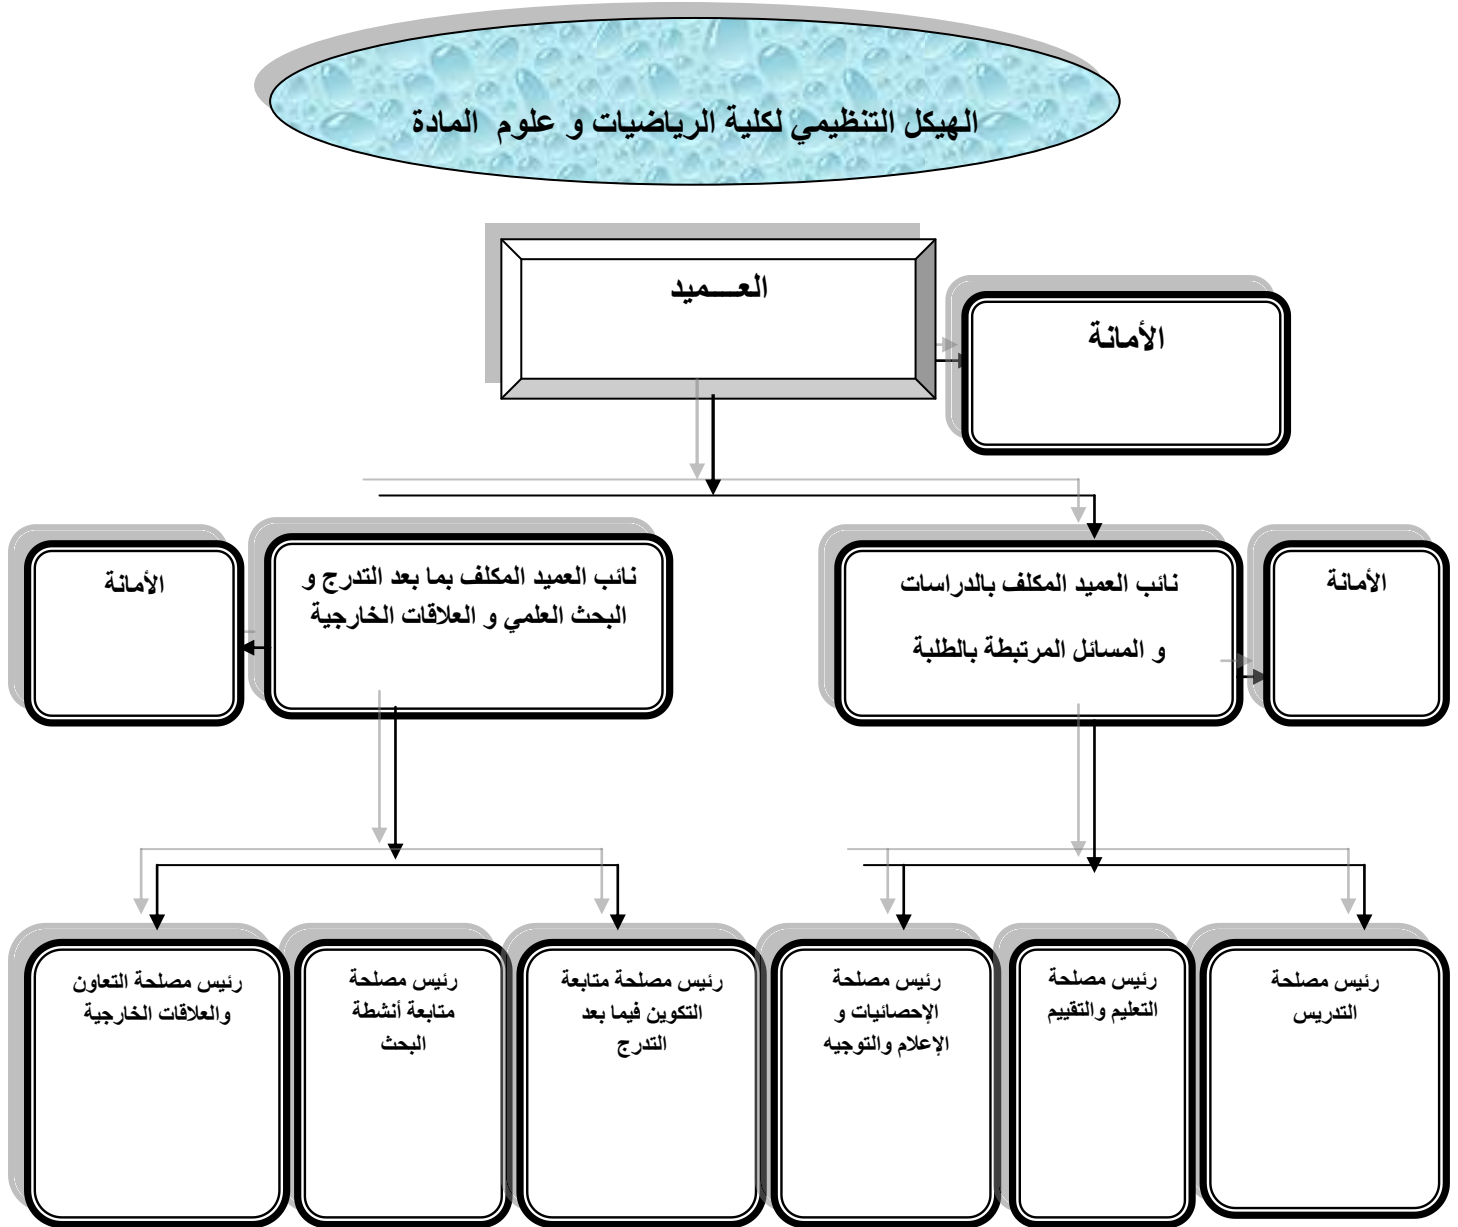 الهيكل التنظيمي لكلية الرياضيات و علوم المادة
العـــميد
الأمانة
الأمانة
نائب العميد المكلف بالدراسات
و المسائل المرتبطة بالطلبة
نائب العميد المكلف بما بعد التدرج و
البحث العلمي و العلاقات الخارجية
الأمانة
رئيس مصلحة
التدريس
رئيس مصلحة
التعليم والتقييم
رئيس مصلحة
الإحصائيات و
الإعلام والتوجيه
رئيس مصلحة متابعة
التكوين فيما بعد
التدرج
رئيس مصلحة
متابعة أنشطة
البحث
رئيس مصلحة التعاون
والعلاقات الخارجية